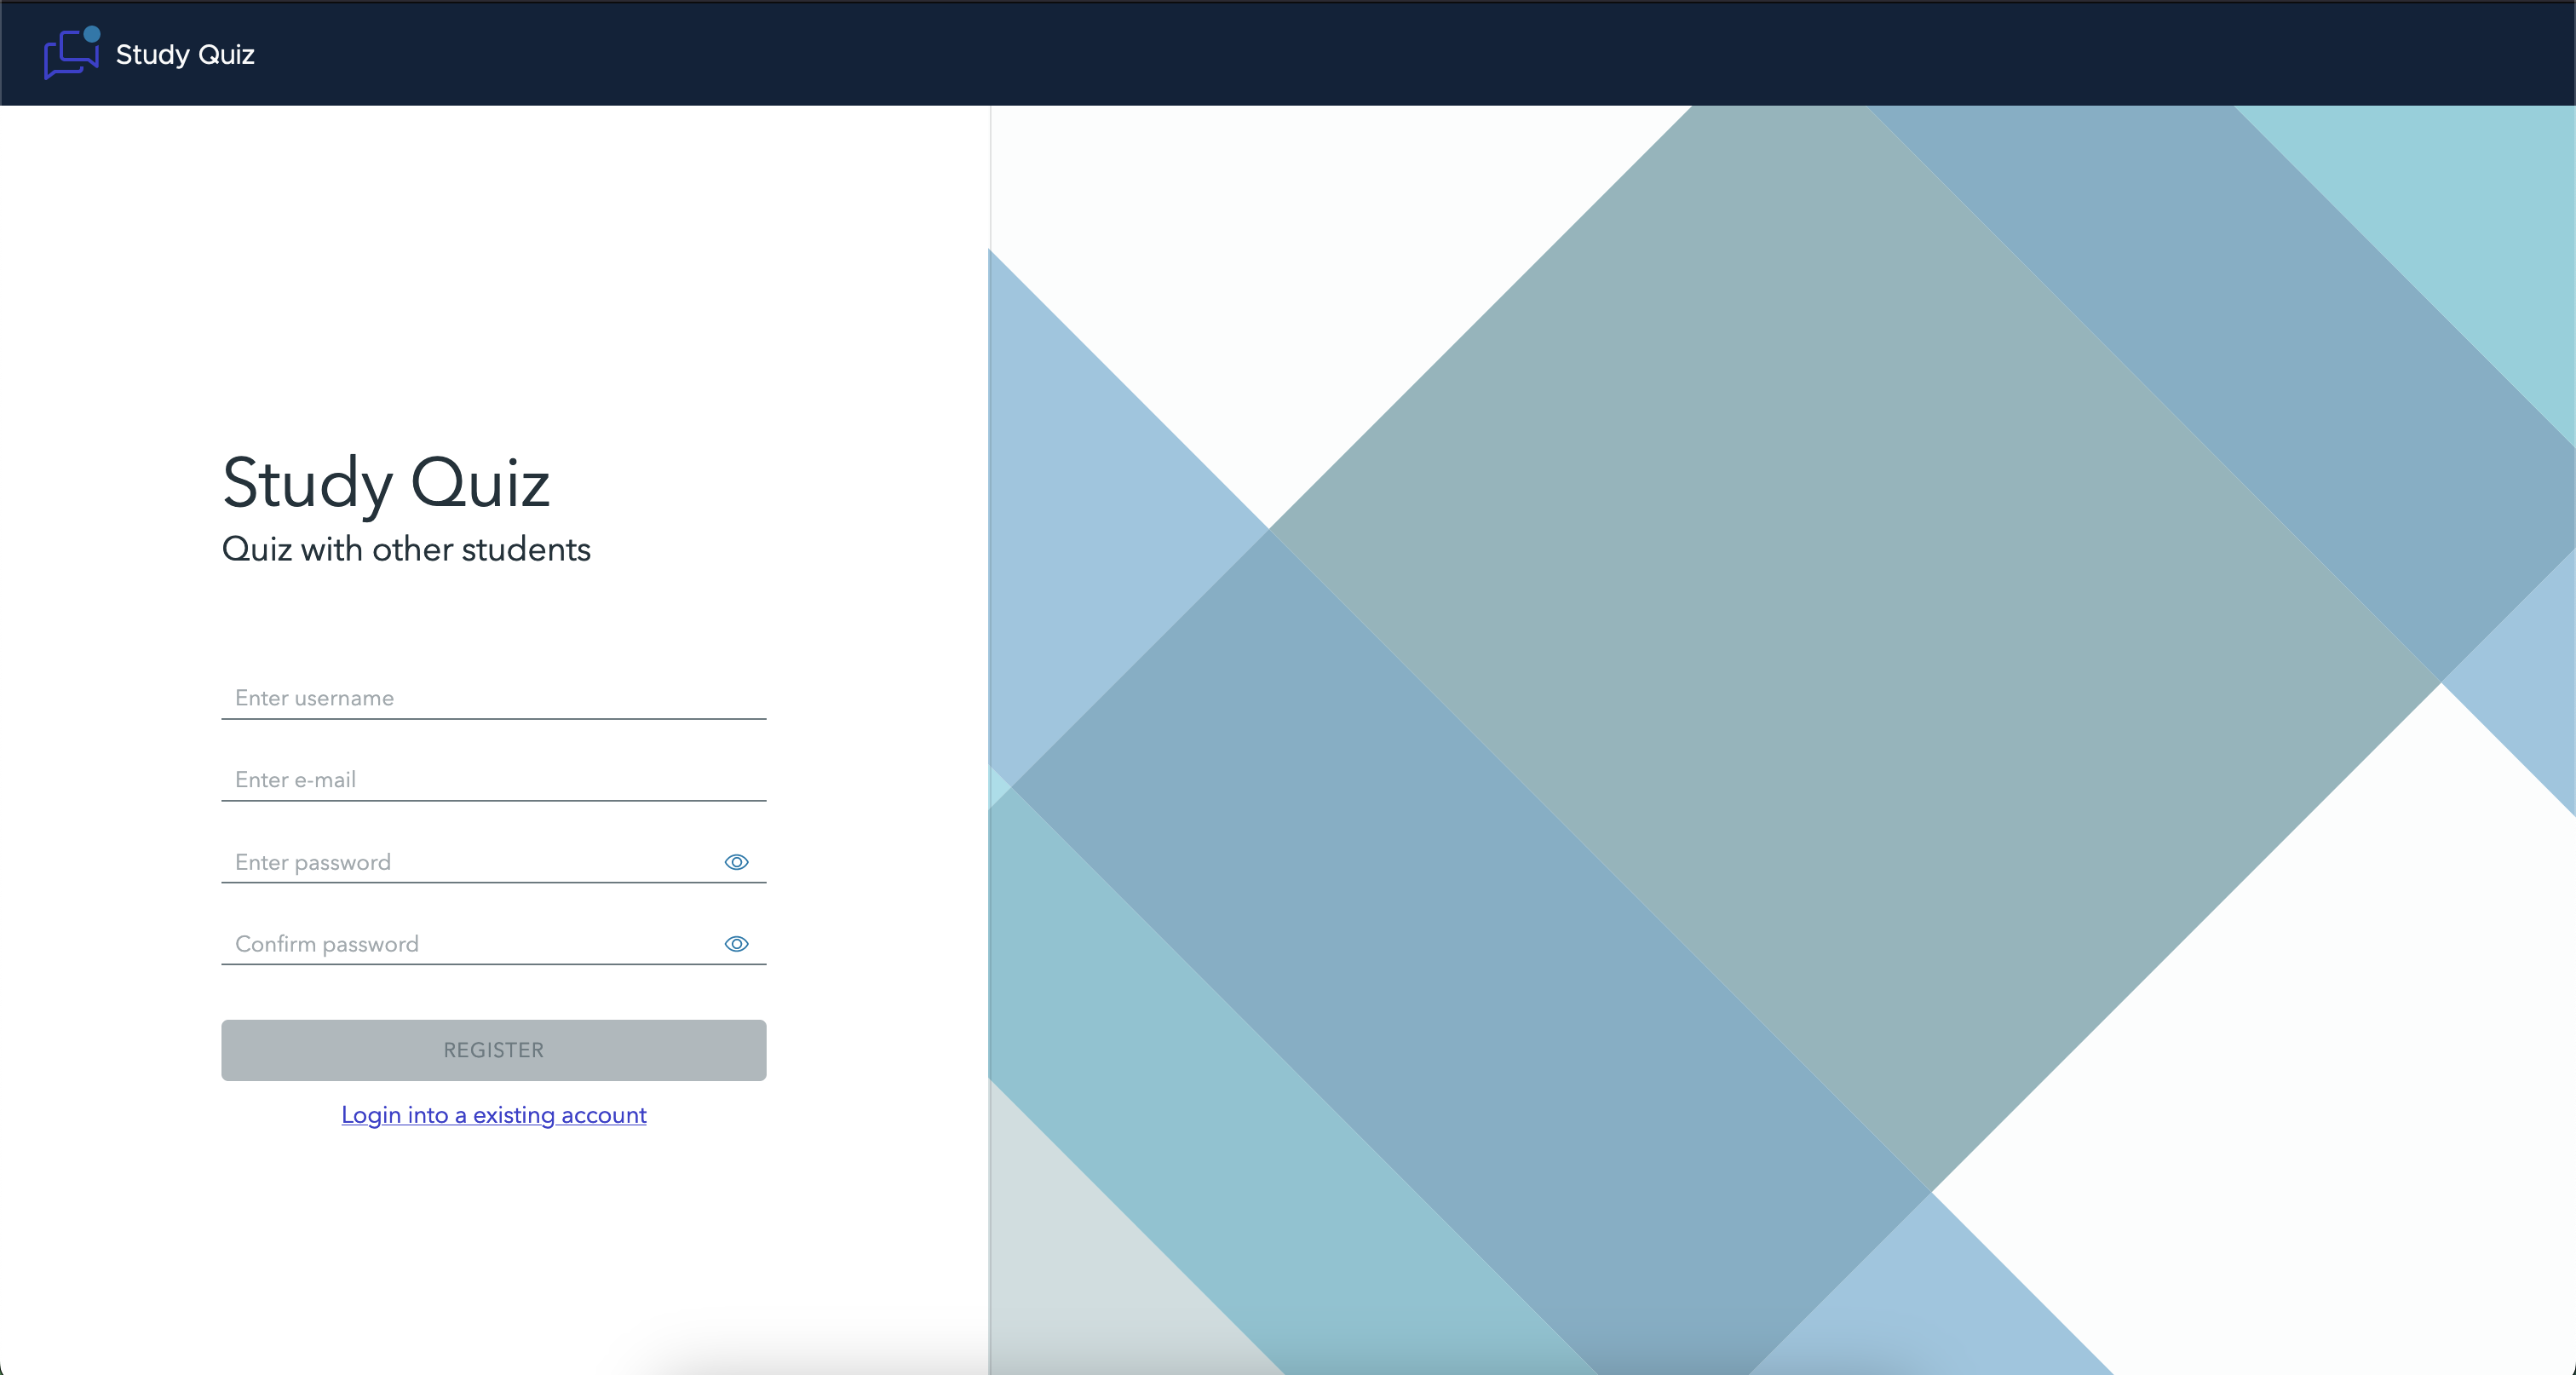 Study Quiz
Study Quiz
Quiz with other students
Enter username
Enter e-mail
Enter password
Confirm password
REGISTER
Login into a existing account